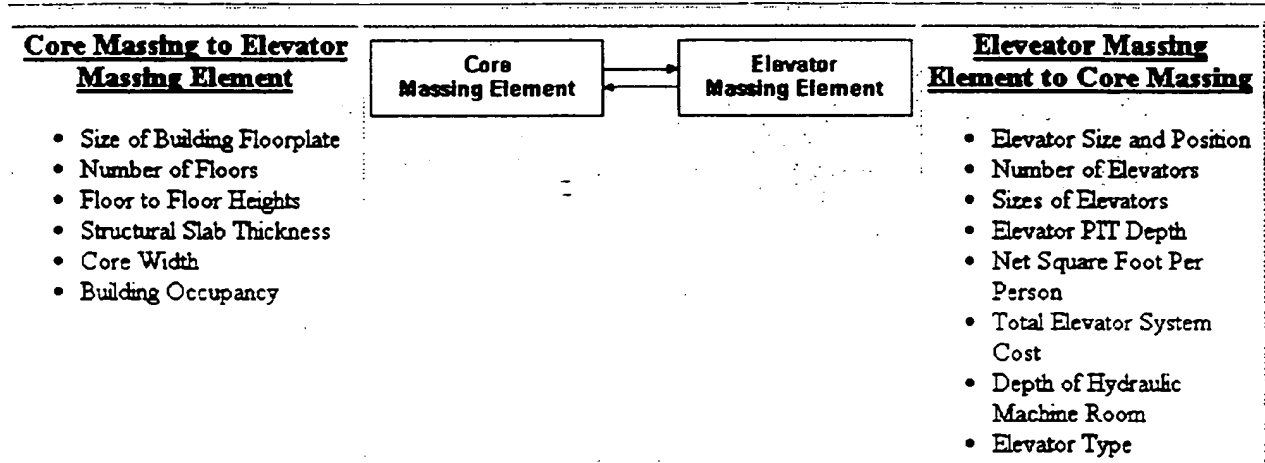 Core Massing to Elevator
Massing Element
• Size of Building Floorplate
• Number of Floors
• Floor to Floor Heights
• Structural Slab Thickness
• Core Width
• Building Occupancy
Core
Massing Element
Elevator
Massing Element
Eleveator Massing
Element to Core Massing
• Elevator Size and Position
• Number of Elevators
• Sizes of Elevators
• Elevator PIT Depth
• Net Square Foot Per
Person
• Total Elevator System
Cost
• Depth of Hydraulic
Machine Room
• Elevator Type